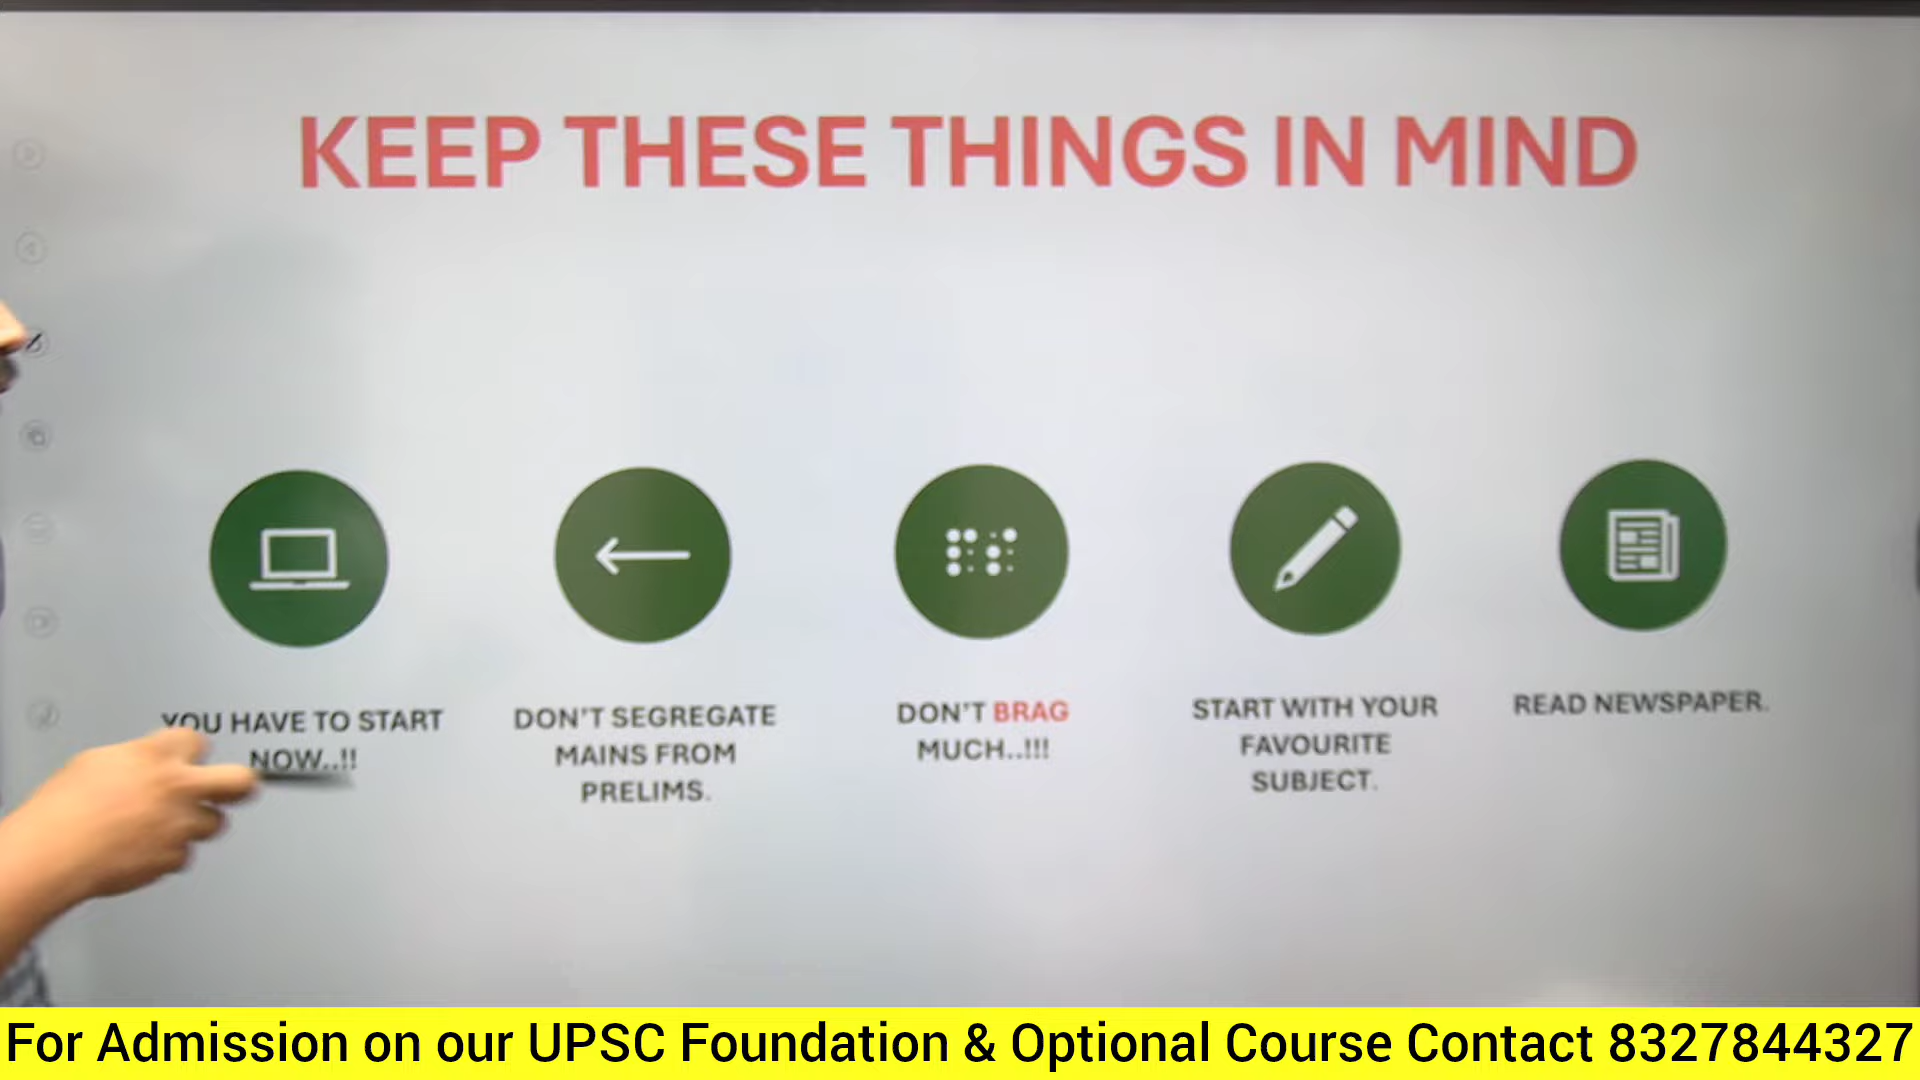 KEEP THESE THINGS IN MIND
YOU HAVE TO START
NOW..!!
DON'T SEGREGATE
MAINS FROM
PRELIMS.
DON'T BRAG
MUCH..!!!
START WITH YOUR
FAVOURITE
SUBJECT.
READ NEWSPAPER.
For Admission on our UPSC Foundation & Optional Course Contact 8327844327